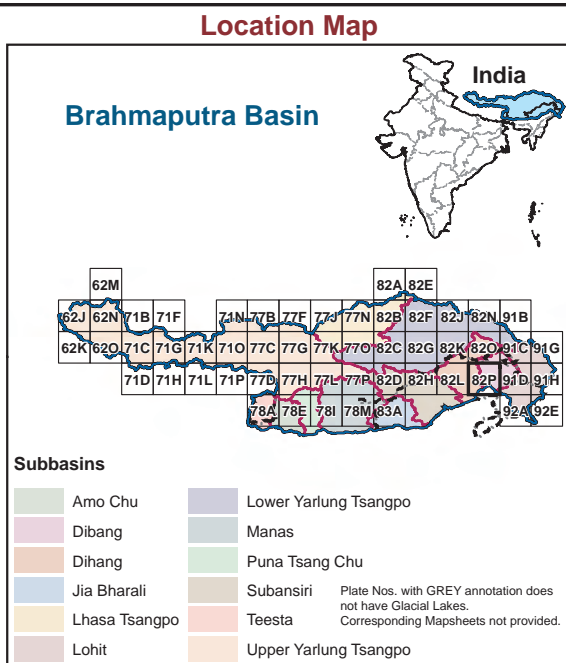 Location Map
India
Brahmaputra Basin
62M 82A 82E
62J 62N 71B 71F 71N 77B 77F 77J 77N 82B 82F 82J 82N 91B
62K 62O 71C 71G 71K 71O 77C 77G 77K 77O 82C 82G 82K 82O 91C 91G
71D 71H 71L 71P 77D 77H 77L 77P 82D 82H 82L 82P 91D 91H
78A 78E 78I 78M 83A 92A 92E
Subbasins
Amo Chu
Dibang
Dihang
Jia Bharali
Lhasa Tsangpo
Lohit
Lower Yarlung Tsangpo
Manas
Puna Tsang Chu
Subansiri
Teesta
Upper Yarlung Tsangpo
Plate Nos. with GREY annotation does
not have Glacial Lakes.
Corresponding Mapsheets not provided.